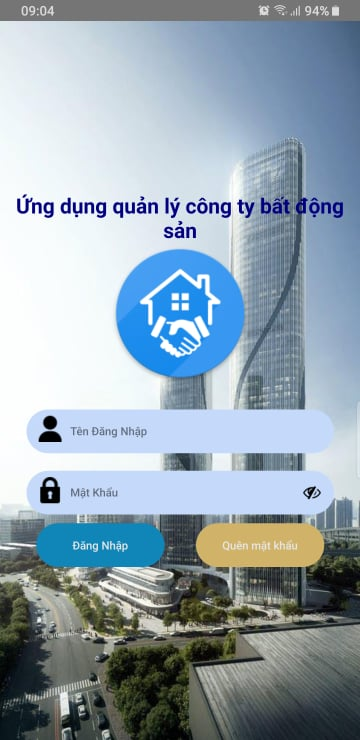 09:04 94%
Ứng dụng quản lý công ty bất động
sản
Tên Đăng Nhập
Mật Khẩu
Đăng Nhập Quên mật khẩu